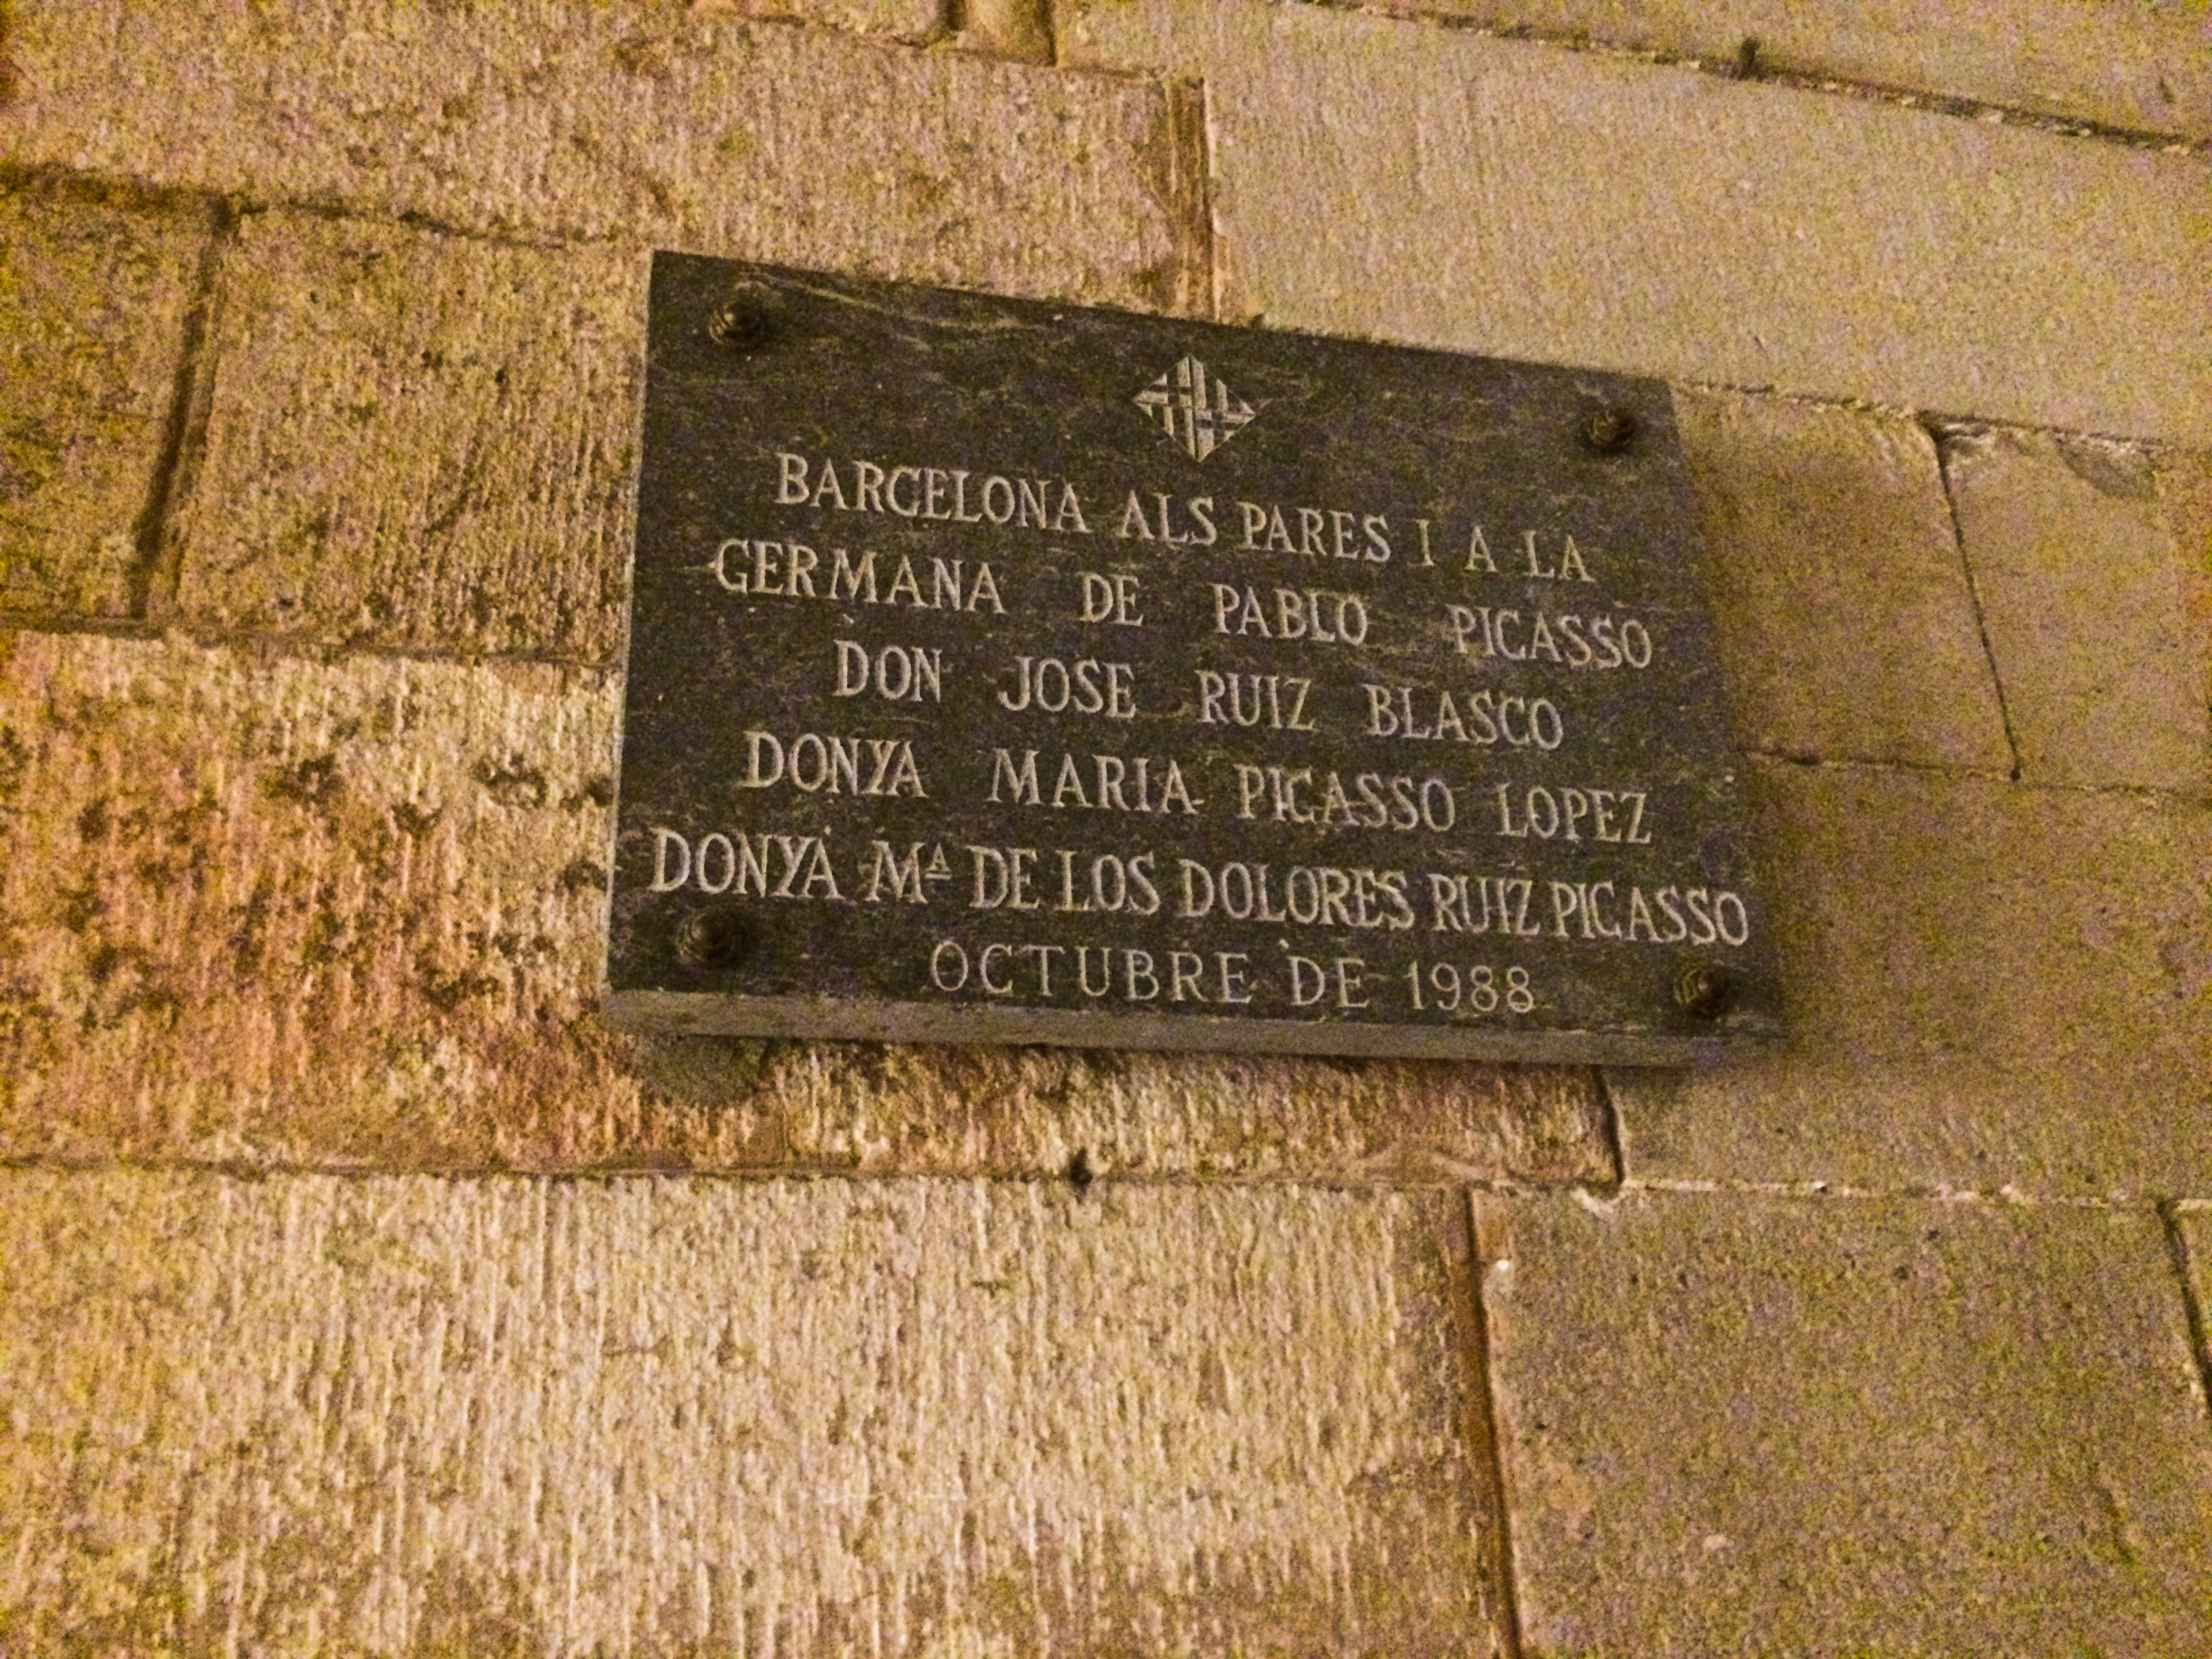 BARCELONA ALS PARES I A LA
GERMANA DE PABLO PICASSO
DON JOSE RUIZ BLASCO
DONYA MARIA PICASSO LOPEZ
DONYA Mª DE LOS DOLORES RUIZ PICASSO
OCTUBRE DE 1988